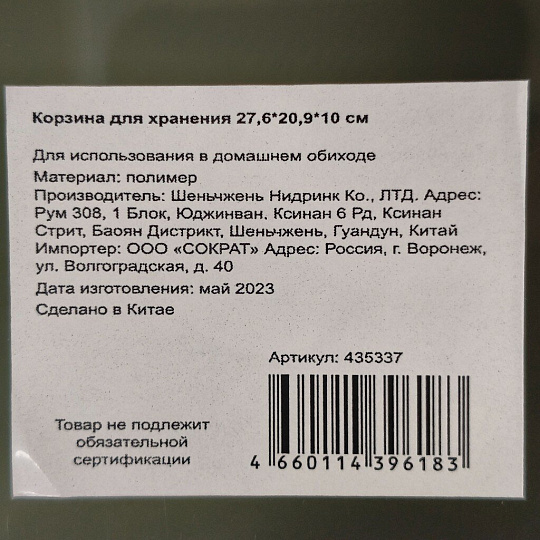 Корзина для хранения 27,6*20,9*10 см
Для использования в домашнем обиходе
Материал: полимер
Производитель: Шеньчжень Нидринк Ко., ЛТД. Адрес:
Рум 308, 1 Блок, Юджинван, Ксинан 6 Рд, Ксинан
Стрит, Баоян Дистрикт, Шеньчжень, Гуандун, Китай
Импортер: ООО «СОКРАТ» Адрес: Россия, г. Воронеж,
ул. Волгоградская, д. 40
Дата изготовления: май 2023
Сделано в Китае
Артикул: 435337
Товар не подлежит
обязательной
сертификации
4 660114 396183